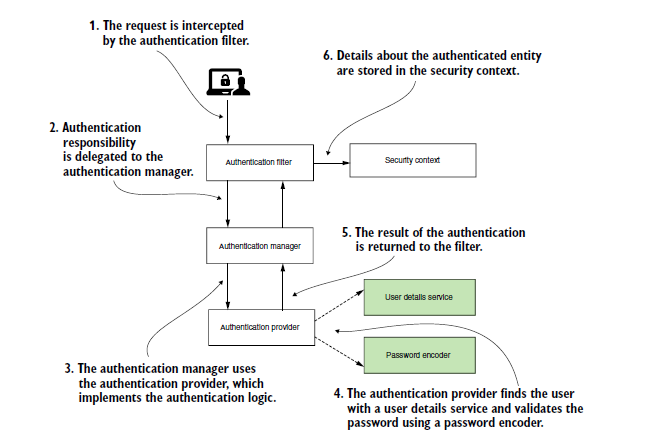 1. The request is intercepted
by the authentication filter.
6. Details about the authenticated entity
are stored in the security context.
2. Authentication
responsibility
is delegated to the
authentication manager.
Authentication filter
Security context
5. The result of the authentication
is returned to the filter.
Authentication manager
User details service
Authentication provider
Password encoder
3. The authentication manager uses
the authentication provider, which
implements the authentication logic.
4. The authentication provider finds the user
with a user details service and validates the
password using a password encoder.